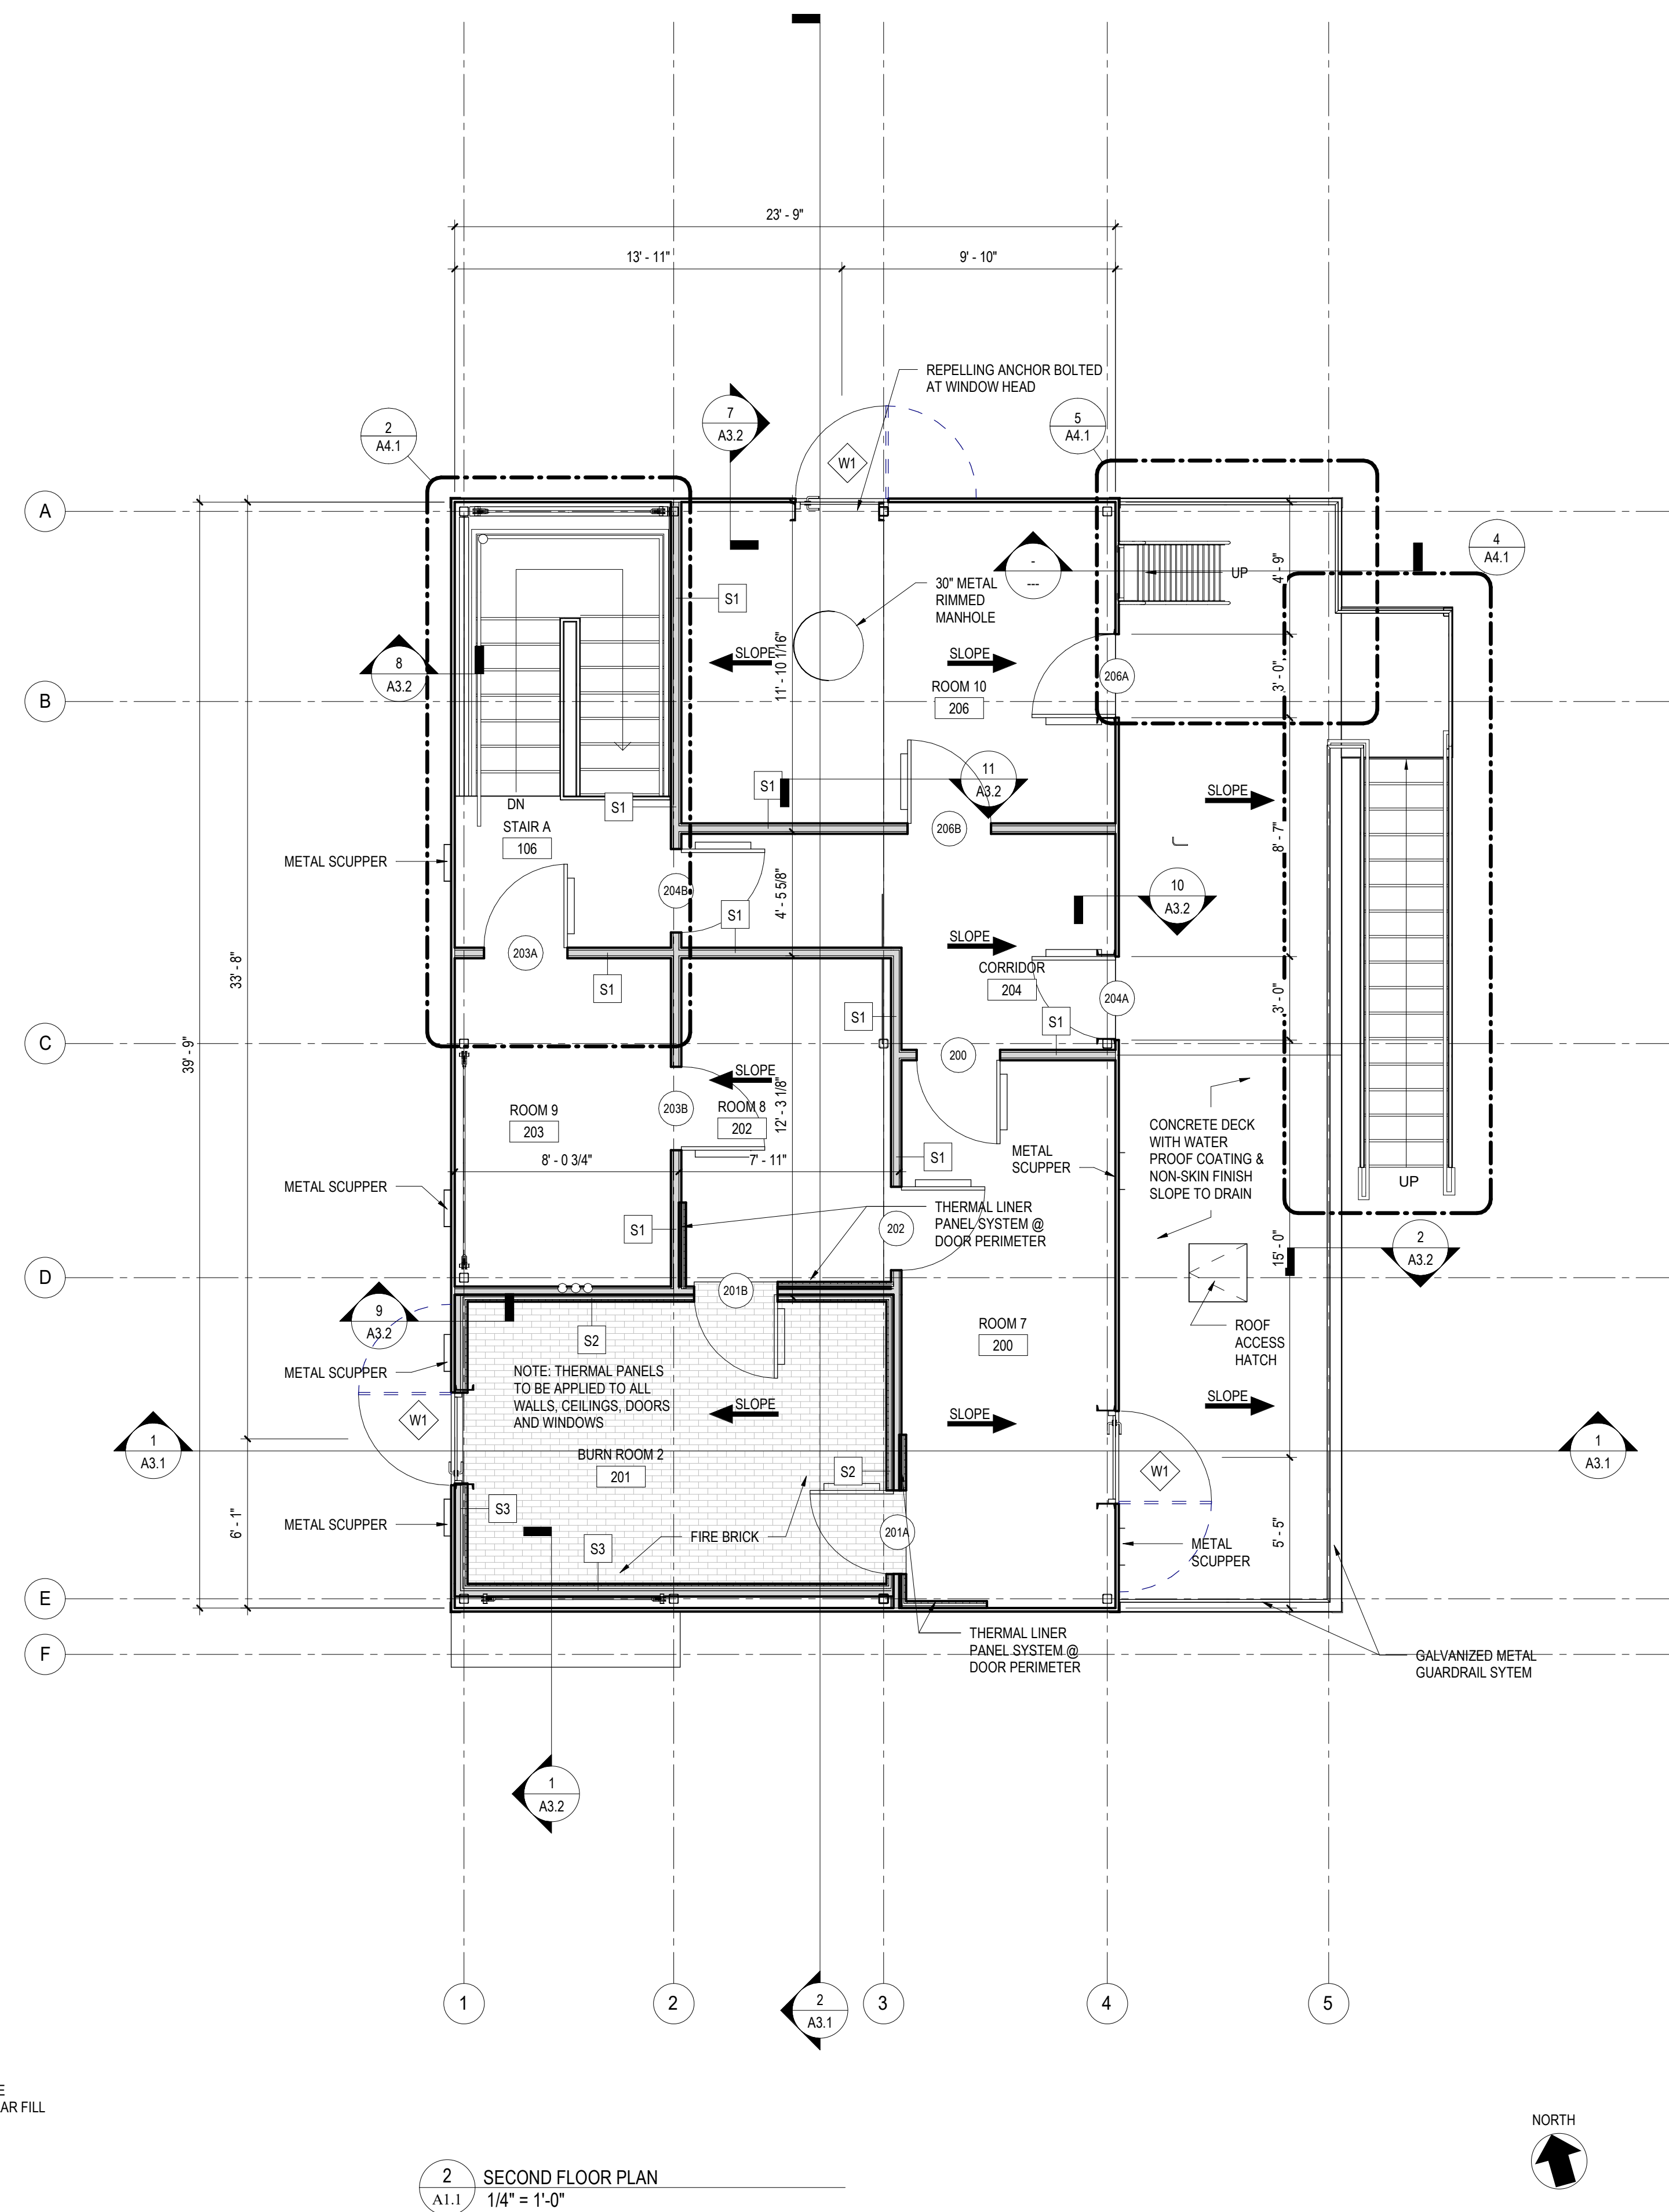 23' - 9"
13' - 11"
9' - 10"
REPELLING ANCHOR BOLTED
AT WINDOW HEAD
7
A3.2
2
A4.1
5
A4.1
W1
A
4
A4.1
-
---
4' - 9"
UP
30" METAL
RIMMED
MANHOLE
S1
SLOPE
SLOPE
11' - 10 1/16"
8
A3.2
206A
3' - 0"
ROOM 10
206
B
11
A3.2
S1
SLOPE
DN
S1
STAIR A
106
206B
8' - 7"
METAL SCUPPER
204B
10
A3.2
4' - 5 5/8"
S1
SLOPE
203A
CORRIDOR
204
33' - 8"
S1
204A
3' - 0"
S1
S1
C
39' - 9"
200
SLOPE
12' - 3 1/8"
203B
ROOM 9
203
ROOM 8
202
CONCRETE DECK
WITH WATER
PROOF COATING &
NON-SKIN FINISH
SLOPE TO DRAIN
8' - 0 3/4"
7' - 11"
S1
METAL
SCUPPER
METAL SCUPPER
UP
THERMAL LINER
PANEL SYSTEM @
DOOR PERIMETER
S1
202
2
A3.2
15' - 0"
D
201B
9
A3.2
S2
ROOM 7
200
ROOF
ACCESS
HATCH
METAL SCUPPER
NOTE: THERMAL PANELS
TO BE APPLIED TO ALL
WALLS, CEILINGS, DOORS
AND WINDOWS
SLOPE
SLOPE
SLOPE
W1
1
A3.1
1
A3.1
BURN ROOM 2
201
S2
W1
S3
METAL SCUPPER
6' - 1"
FIRE BRICK
201A
S3
METAL
SCUPPER
5' - 5"
E
THERMAL LINER
PANEL SYSTEM @
DOOR PERIMETER
F
GALVANIZED METAL
GUARDRAIL SYTEM
1
A3.2
1
2
2
A3.1
3
4
5
E
AR FILL
NORTH
2
A1.1
SECOND FLOOR PLAN
1/4" = 1'-0"